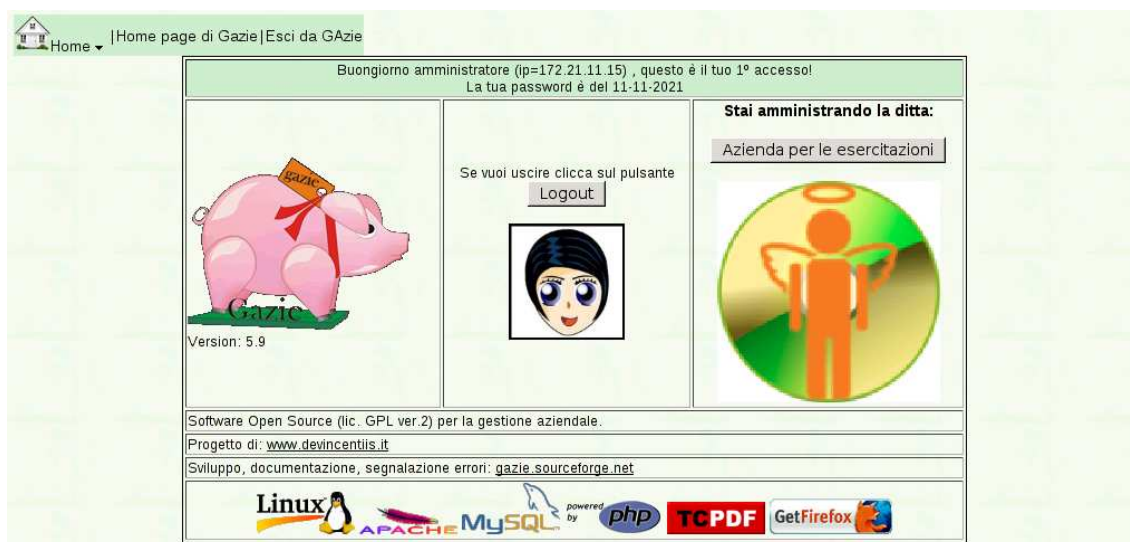 Home |Home page di Gazie|Esci da GAzie
Buongiorno amministratore (ip=172.21.11.15) , questo è il tuo 1º accesso!
La tua password è del 11-11-2021
gazie
Gazie
Version: 5.9
Se vuoi uscire clicca sul pulsante
Logout
Stai amministrando la ditta:
Azienda per le esercitazioni
Software Open Source (lic. GPL ver.2) per la gestione aziendale.
Progetto di: www.devincentiis.it
Sviluppo, documentazione, segnalazione errori: gazie.sourceforge.net
Linux APACHE MySQL powered by php TCPDF GetFirefox